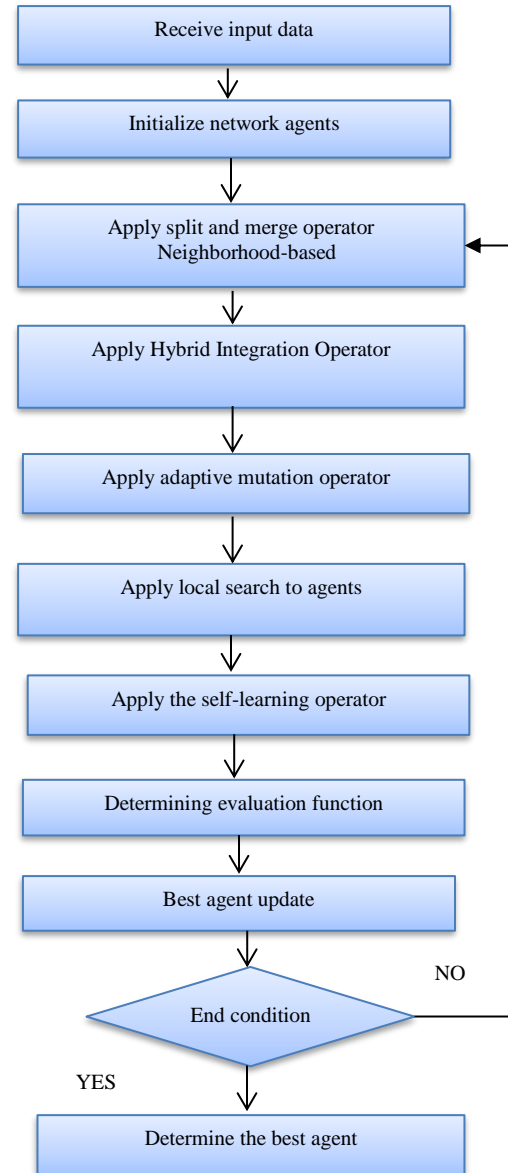 Receive input data
Initialize network agents
Apply split and merge operator
Neighborhood-based
Apply Hybrid Integration Operator
Apply adaptive mutation operator
Apply local search to agents
Apply the self-learning operator
Determining evaluation function
Best agent update
NO
End condition
YES
Determine the best agent